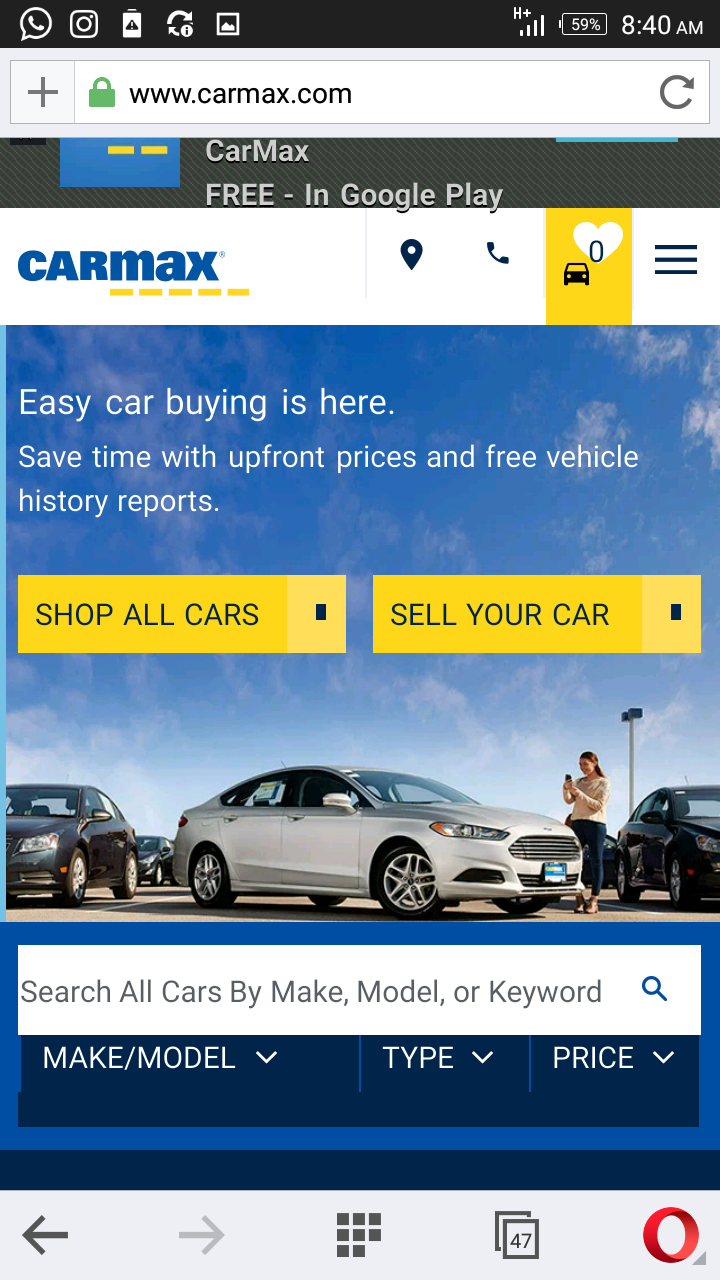 H+
59%
8:40 AM
www.carmax.com
CarMax
FREE - In Google Play
CARMAX®
0
Easy car buying is here.
Save time with upfront prices and free vehicle
history reports.
SHOP ALL CARS
SELL YOUR CAR
Search All Cars By Make, Model, or Keyword
MAKE/MODEL
TYPE
PRICE
47